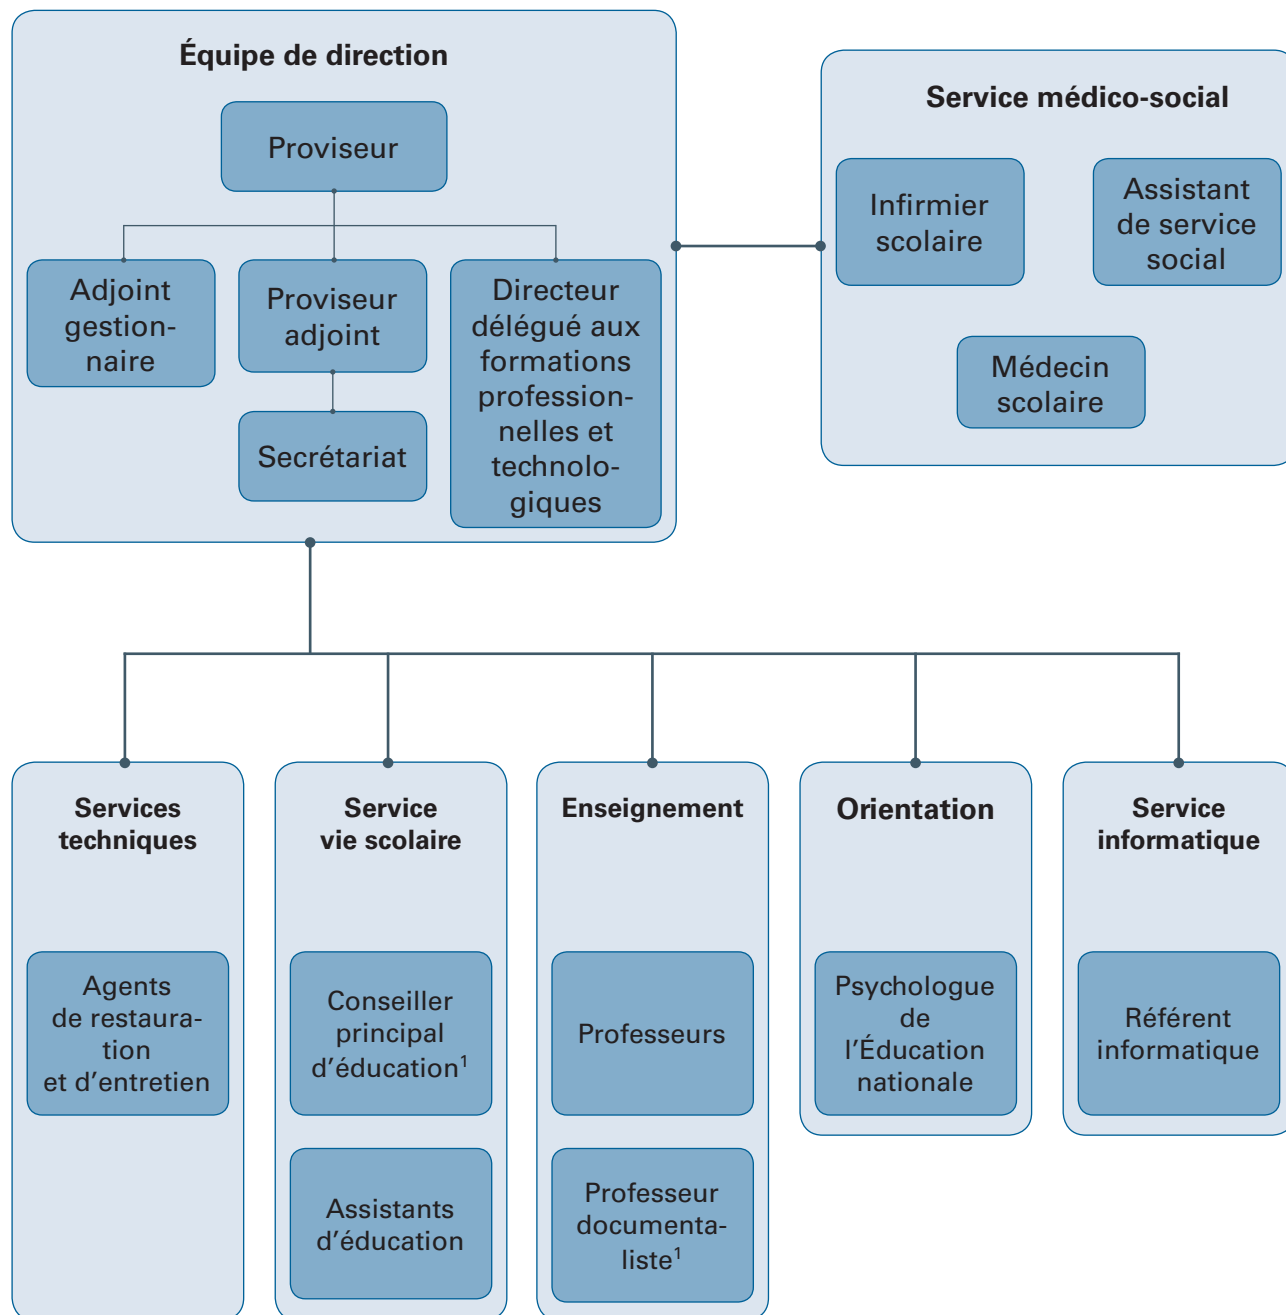 Équipe de direction
Proviseur
Adjoint
gestion-
naire
Proviseur
adjoint
Secrétariat
Directeur
délégué aux
formations
profession-
nelles et
technolo-
giques
Service médico-social
Infirmier
scolaire
Assistant
de service
social
Médecin
scolaire
Services
techniques
Agents
de restaura-
tion
et d’entretien
Service
vie scolaire
Conseiller
principal
d’éducation¹
Assistants
d’éducation
Enseignement
Professeurs
Professeur
documenta-
liste¹
Orientation
Psychologue
de
l’Éducation
nationale
Service
informatique
Référent
informatique